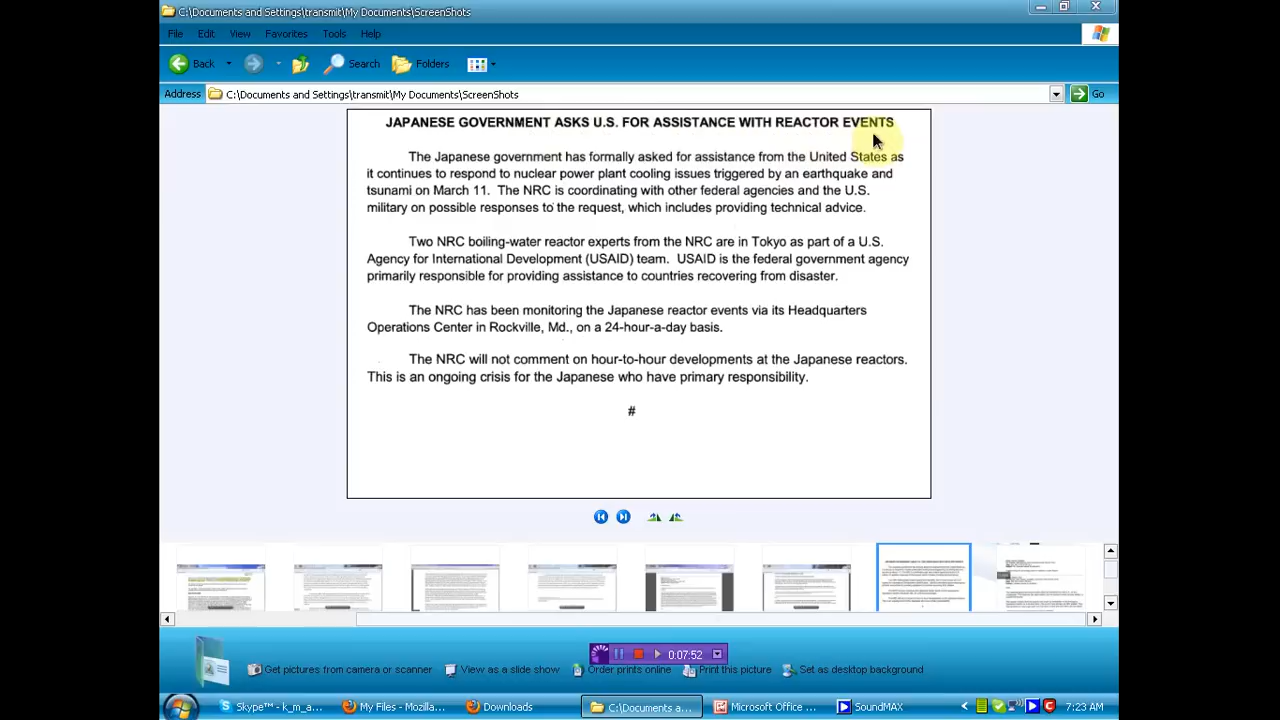 C:\Documents and Settings\transmit\My Documents\ScreenShots
File Edit View Favorites Tools Help
Back Search Folders
Address C:\Documents and Settings\transmit\My Documents\ScreenShots Go
JAPANESE GOVERNMENT ASKS U.S. FOR ASSISTANCE WITH REACTOR EVENTS
The Japanese government has formally asked for assistance from the United States as
it continues to respond to nuclear power plant cooling issues triggered by an earthquake and
tsunami on March 11. The NRC is coordinating with other federal agencies and the U.S.
military on possible responses to the request, which includes providing technical advice.
Two NRC boiling-water reactor experts from the NRC are in Tokyo as part of a U.S.
Agency for International Development (USAID) team. USAID is the federal government agency
primarily responsible for providing assistance to countries recovering from disaster.
The NRC has been monitoring the Japanese reactor events via its Headquarters
Operations Center in Rockville, Md., on a 24-hour-a-day basis.
The NRC will not comment on hour-to-hour developments at the Japanese reactors.
This is an ongoing crisis for the Japanese who have primary responsibility.
#
0:07:52
Get pictures from camera or scanner View as a slide show Order prints online Print this picture Set as desktop background
Skype™ - k_m_a... My Files - Mozilla... Downloads C:\Documents a... Microsoft Office ... SoundMAX 7:23 AM